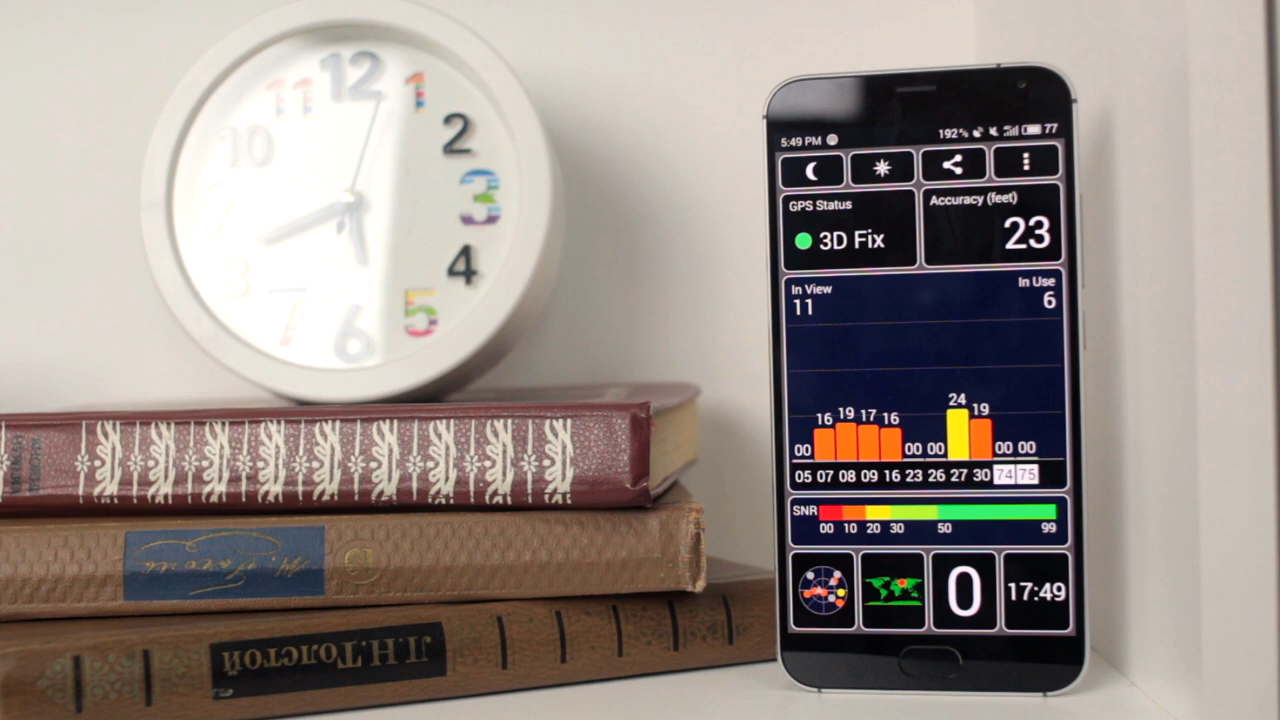 12
11
1
10
2
3
4
5
6
7
8
5:49 PM
192%
77
GPS Status
3D Fix
Accuracy (feet)
23
In View
11
In Use
6
00 16 19 17 16 00 00 24 19 00 00
05 07 08 09 16 23 26 27 30 74 75
SNR
00 10 20 30 50 99
0
17:49
Л.Н.Толстой